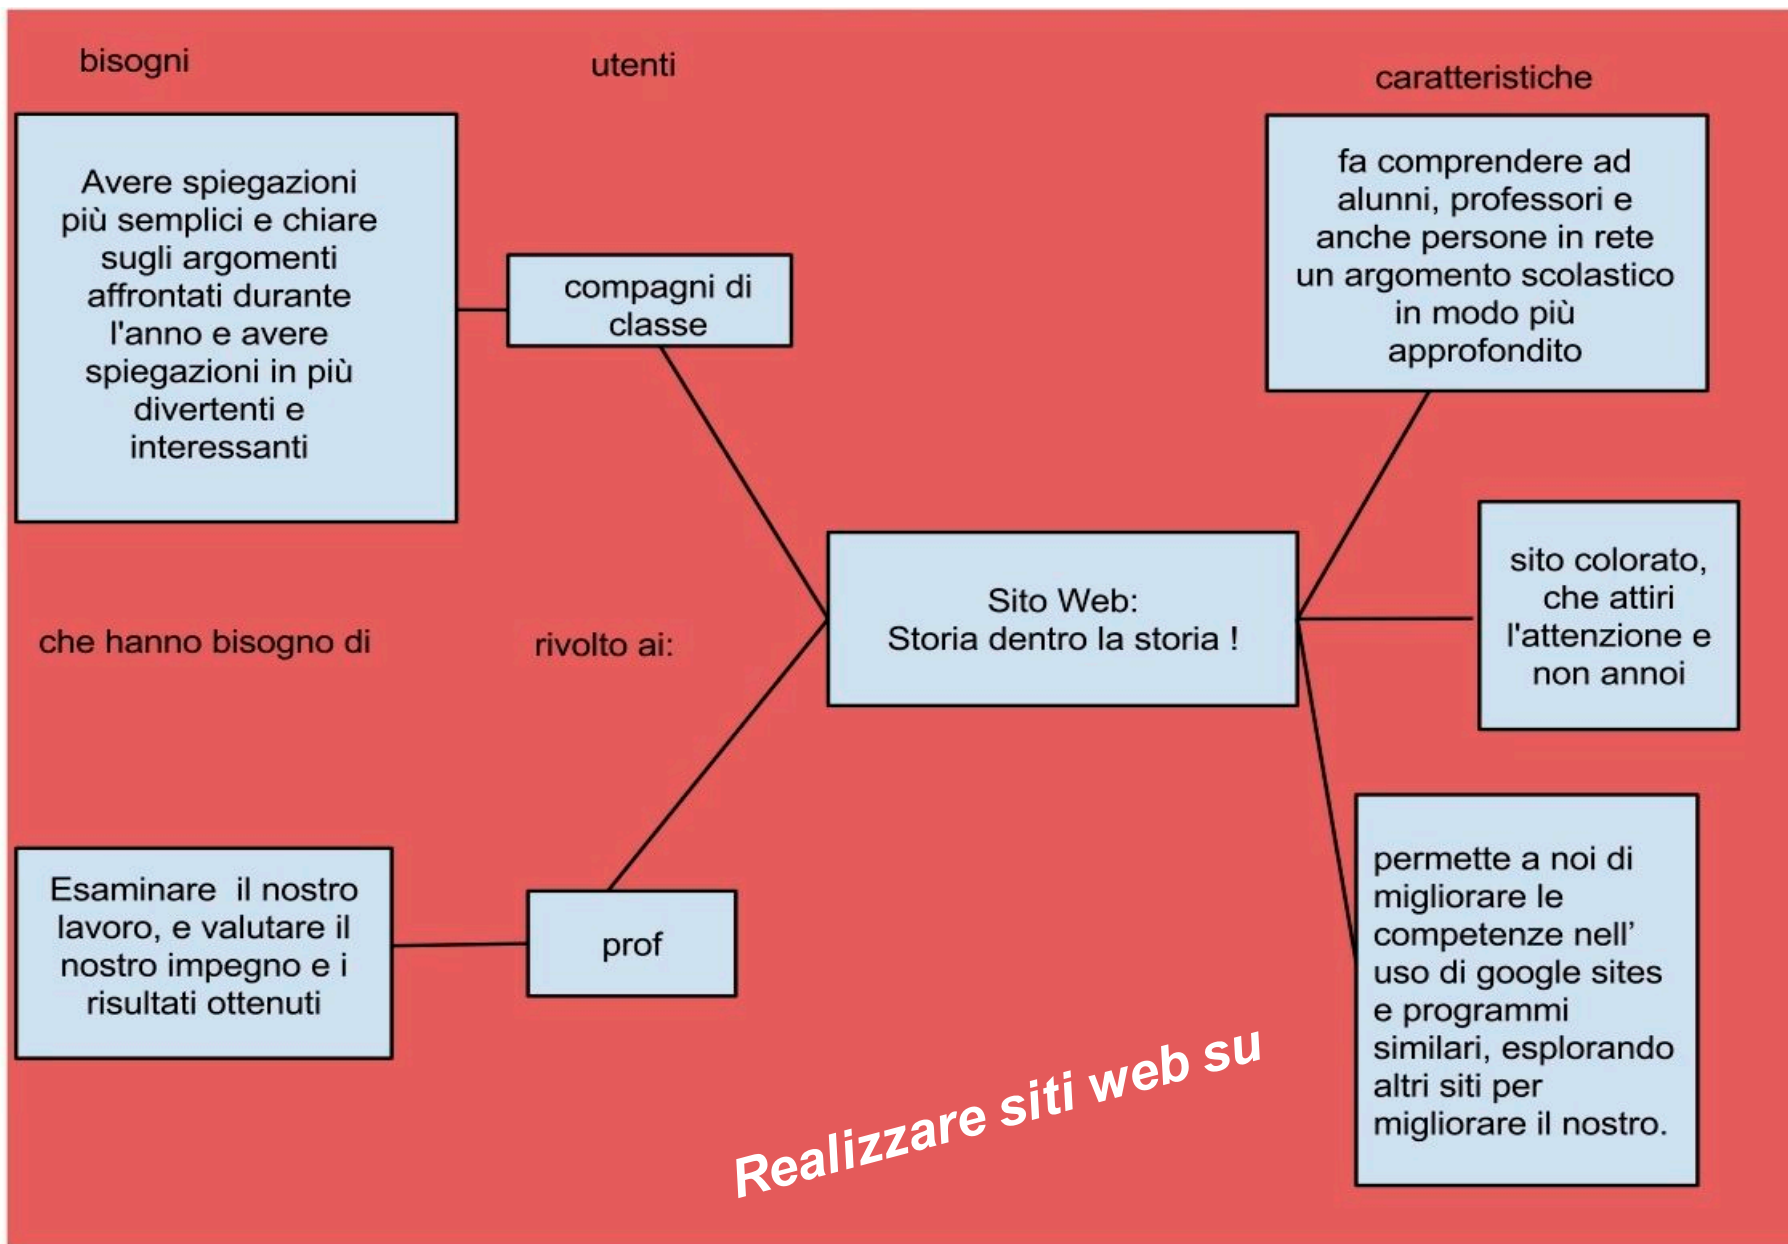 bisogni
utenti
caratteristiche
Avere spiegazioni
più semplici e chiare
sugli argomenti
affrontati durante
l'anno e avere
spiegazioni in più
divertenti e
interessanti
compagni di
classe
fa comprendere ad
alunni, professori e
anche persone in rete
un argomento scolastico
in modo più
approfondito
Sito Web:
Storia dentro la storia !
sito colorato,
che attiri
l'attenzione e
non annoi
che hanno bisogno di
rivolto ai:
Esaminare  il nostro
lavoro, e valutare il
nostro impegno e i
risultati ottenuti
prof
permette a noi di
migliorare le
competenze nell’
uso di google sites
e programmi
similari, esplorando
altri siti per
migliorare il nostro.
Realizzare siti web su